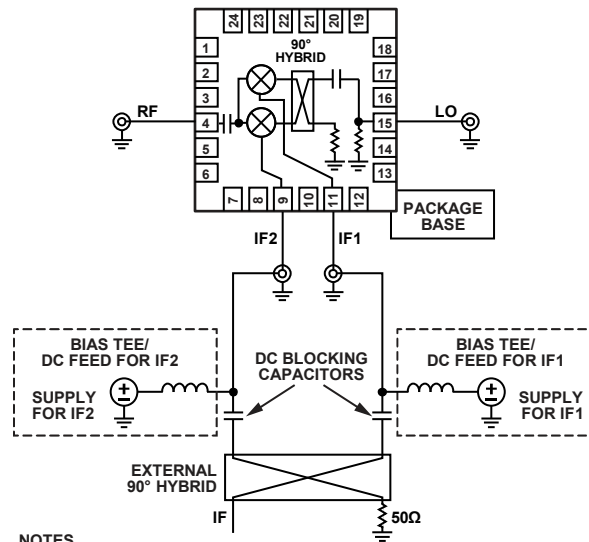 24 23 22 21 20 19
90°
HYBRID
1
2
3
4
5
6
18
17
16
15
14
13
RF
LO
7 8 9 10 11 12
PACKAGE
BASE
IF2
IF1
BIAS TEE/
DC FEED FOR IF2
SUPPLY
FOR IF2
DC BLOCKING
CAPACITORS
BIAS TEE/
DC FEED FOR IF1
SUPPLY
FOR IF1
EXTERNAL
90° HYBRID
IF
50Ω
NOTES